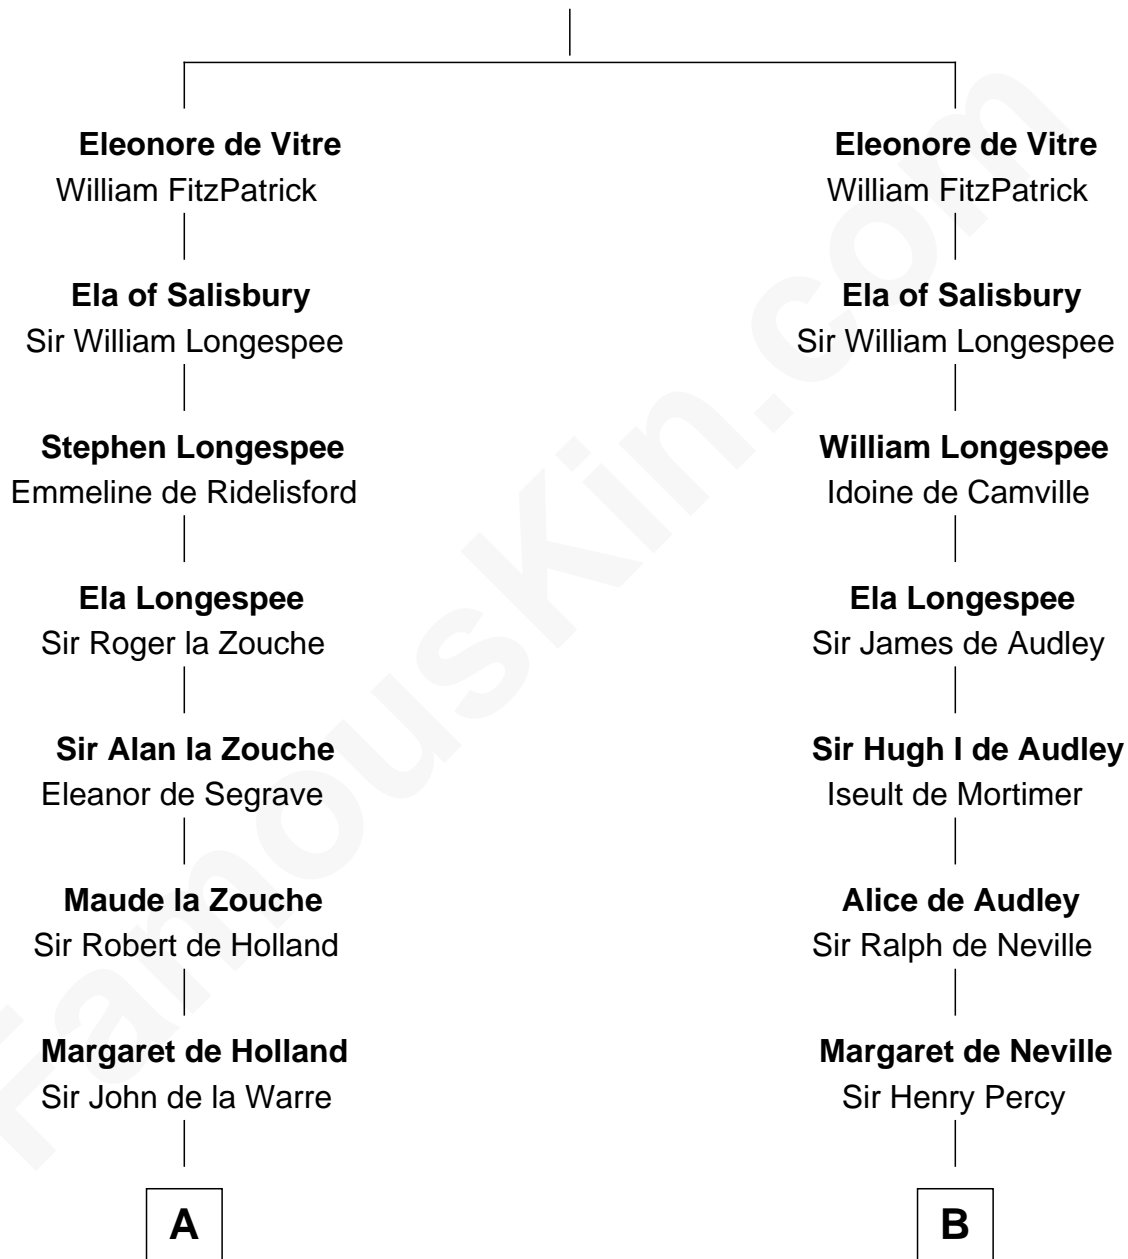 Eleonore de Vitre
William FitzPatrick
Ela of Salisbury
Sir William Longespee
Stephen Longespee
Emmeline de Ridelisford
Ela Longespee
Sir Roger la Zouche
Sir Alan la Zouche
Eleanor de Segrave
Maude la Zouche
Sir Robert de Holland
Margaret de Holland
Sir John de la Warre
A
Eleonore de Vitre
William FitzPatrick
Ela of Salisbury
Sir William Longespee
William Longespee
Idoine de Camville
Ela Longespee
Sir James de Audley
Sir Hugh I de Audley
Iseult de Mortimer
Alice de Audley
Sir Ralph de Neville
Margaret de Neville
Sir Henry Percy
B
FamousKin.com